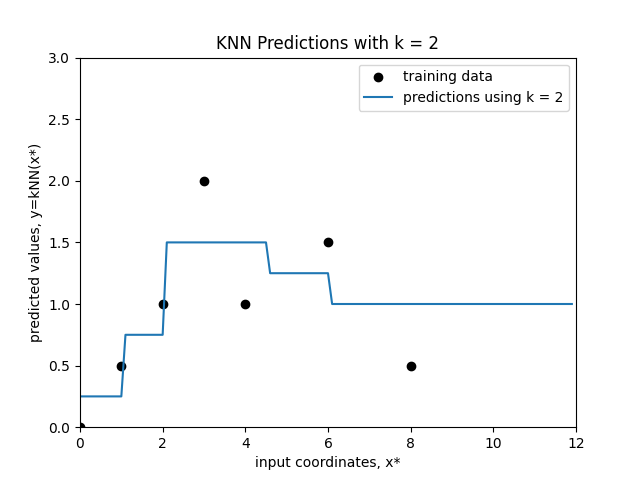 KNN Predictions with k = 2
training data
predictions using k = 2
predicted values, y=kNN(x*)
3.0
2.5
2.0
1.5
1.0
0.5
0.0
0 2 4 6 8 10 12
input coordinates, x*